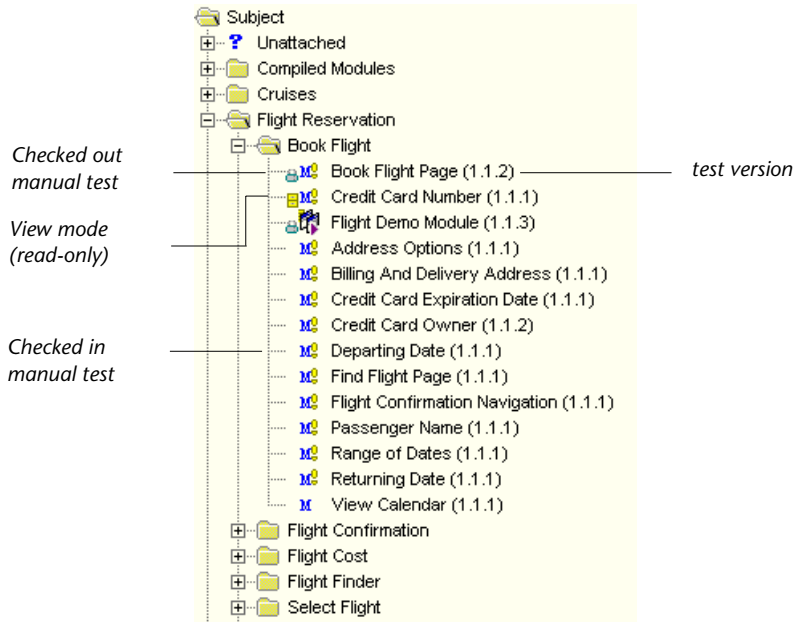 Subject
? Unattached
Compiled Modules
Cruises
Flight Reservation
Book Flight
Checked out
manual test
M Book Flight Page (1.1.2)
test version
M Credit Card Number (1.1.1)
View mode
(read-only)
Flight Demo Module (1.1.3)
M Address Options (1.1.1)
M Billing And Delivery Address (1.1.1)
M Credit Card Expiration Date (1.1.1)
M Credit Card Owner (1.1.2)
Checked in
manual test
M Departing Date (1.1.1)
M Find Flight Page (1.1.1)
M Flight Confirmation Navigation (1.1.1)
M Passenger Name (1.1.1)
M Range of Dates (1.1.1)
M Returning Date (1.1.1)
M View Calendar (1.1.1)
Flight Confirmation
Flight Cost
Flight Finder
Select Flight